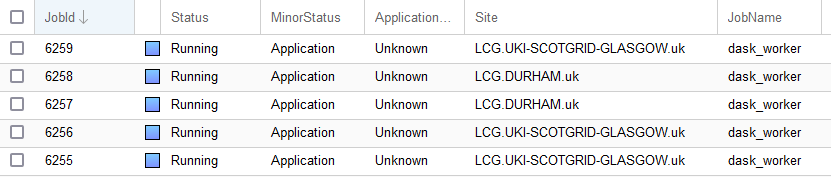 JobId Status MinorStatus Application... Site JobName
6259 Running Application Unknown LCG.UKI-SCOTGRID-GLASGOW.uk dask_worker
6258 Running Application Unknown LCG.DURHAM.uk dask_worker
6257 Running Application Unknown LCG.DURHAM.uk dask_worker
6256 Running Application Unknown LCG.UKI-SCOTGRID-GLASGOW.uk dask_worker
6255 Running Application Unknown LCG.UKI-SCOTGRID-GLASGOW.uk dask_worker